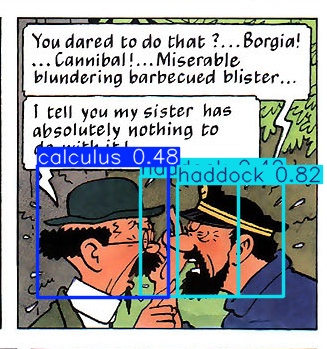 You dared to do that ?...Borgia!
...Cannibal!...Miserable
blundering barbecued blister...
I tell you my sister has
absolutely nothing to
do with it!
calculus 0.48
haddock 0.82